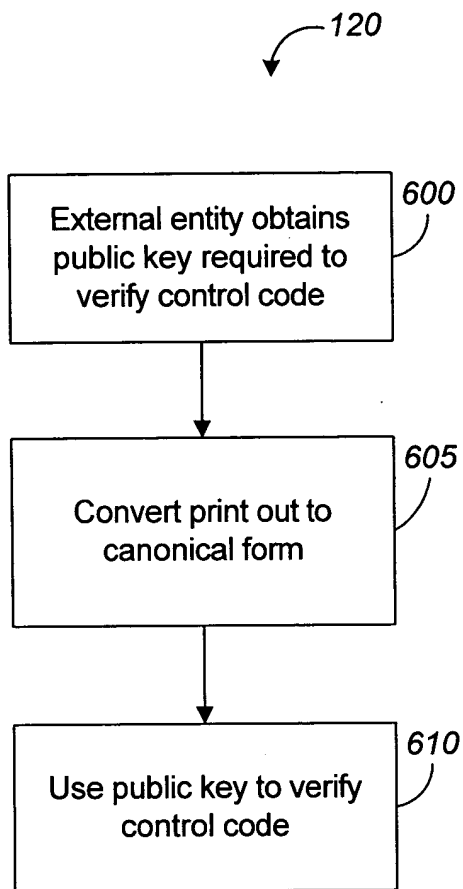 120
600
External entity obtains
public key required to
verify control code
605
Convert print out to
canonical form
610
Use public key to verify
control code